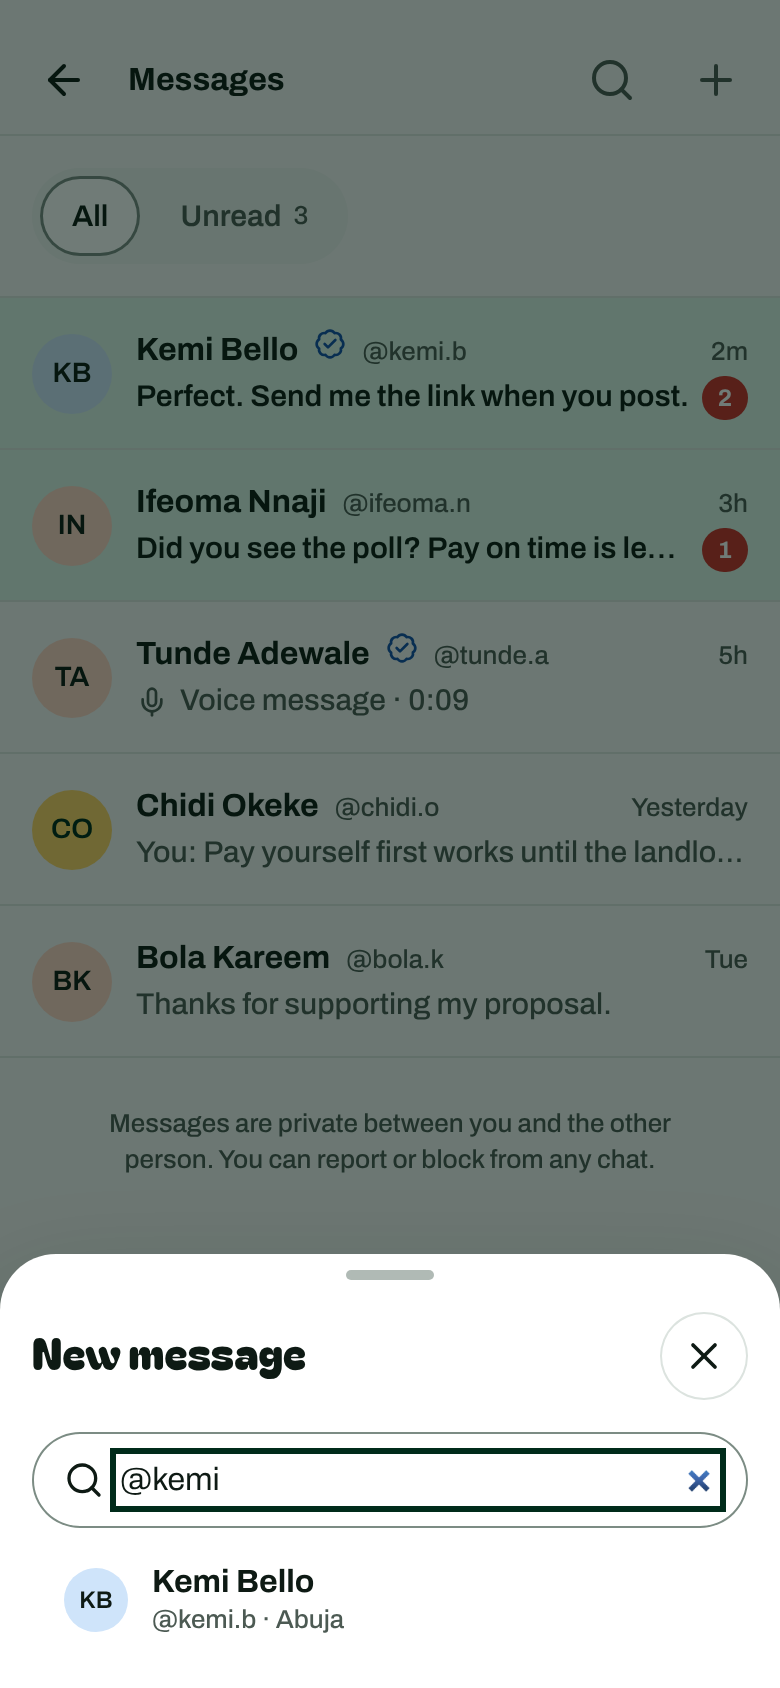 Messages
All
Unread 3
KB
Kemi Bello @kemi.b 2m
Perfect. Send me the link when you post. 2
IN
Ifeoma Nnaji @ifeoma.n 3h
Did you see the poll? Pay on time is le... 1
TA
Tunde Adewale @tunde.a 5h
Voice message · 0:09
CO
Chidi Okeke @chidi.o Yesterday
You: Pay yourself first works until the landlo...
BK
Bola Kareem @bola.k Tue
Thanks for supporting my proposal.
Messages are private between you and the other
person. You can report or block from any chat.
New message
@kemi
KB
Kemi Bello
@kemi.b · Abuja